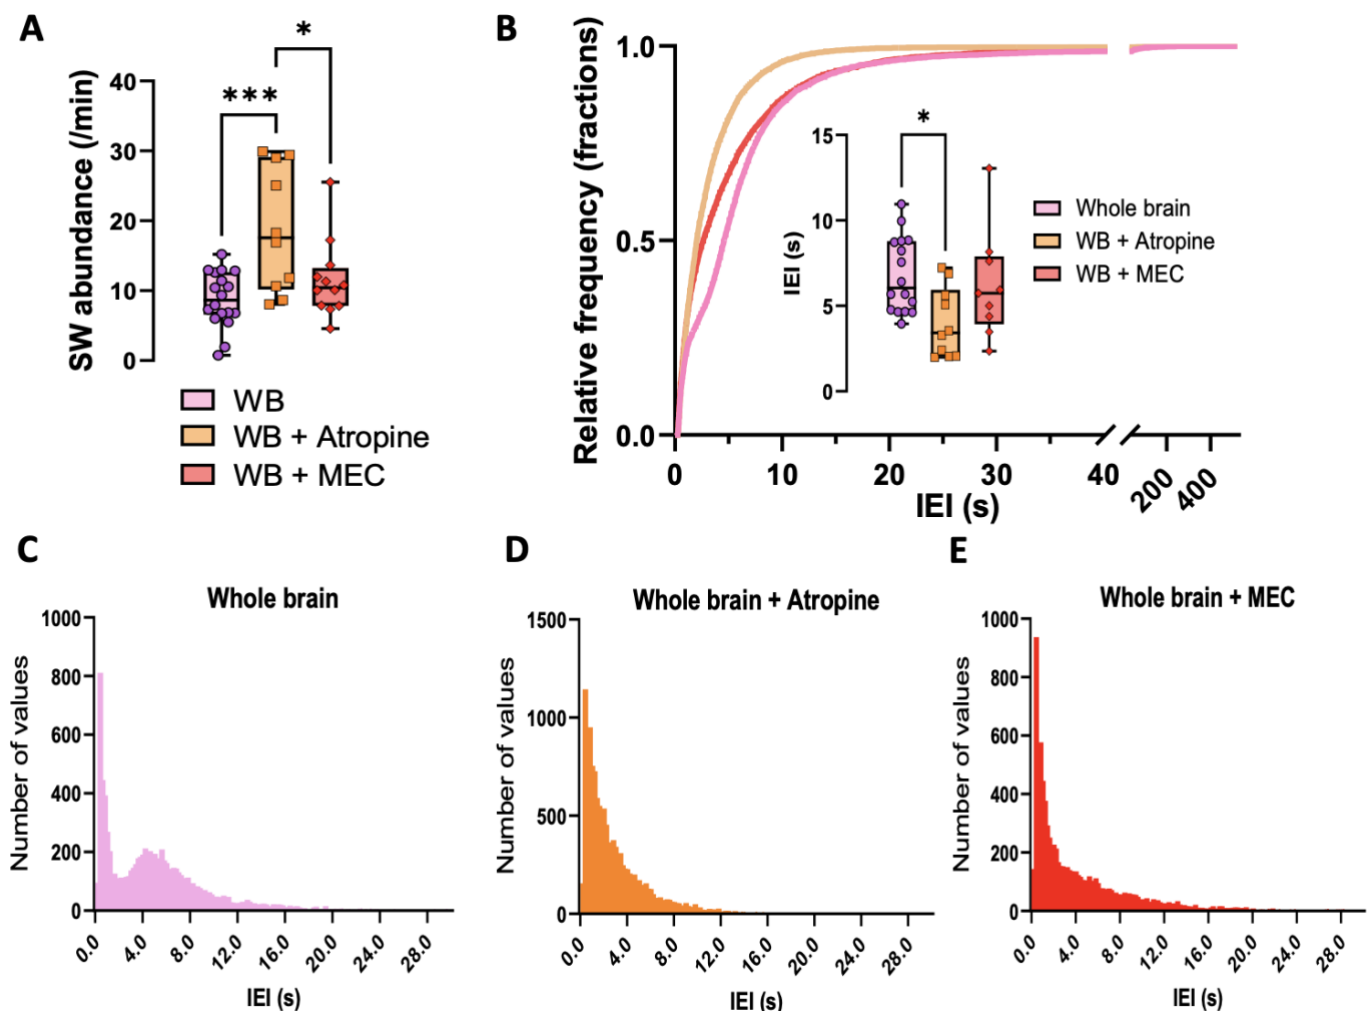 A
B
*
***
SW abundance (/min)
40
30
20
10
0
WB
WB + Atropine
WB + MEC
Relative frequency (fractions)
1.0
0.5
0.0
0 10 20 30 40 200 400
IEI (s)
*
IEI (s)
15
10
5
0
Whole brain
WB + Atropine
WB + MEC
C
Whole brain
Number of values
1000
800
600
400
200
0
0.0 4.0 8.0 12.0 16.0 20.0 24.0 28.0
IEI (s)
D
Whole brain + Atropine
Number of values
1500
1000
500
0
0.0 4.0 8.0 12.0 16.0 20.0 24.0 28.0
IEI (s)
E
Whole brain + MEC
Number of values
1000
800
600
400
200
0
0.0 4.0 8.0 12.0 16.0 20.0 24.0 28.0
IEI (s)